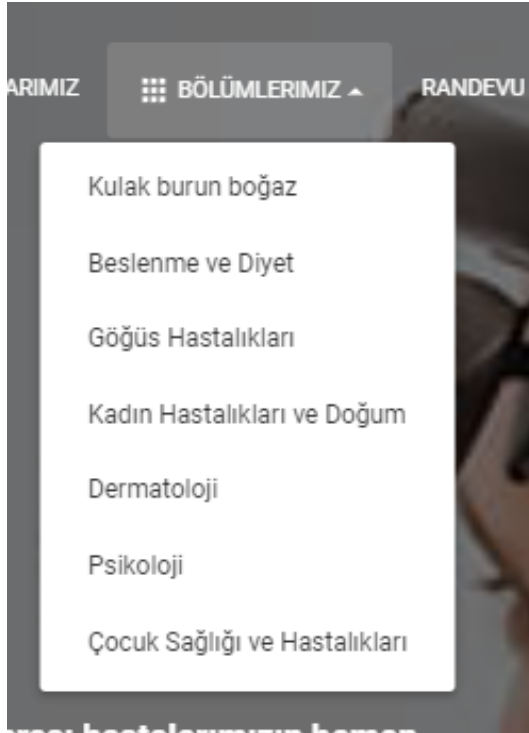 BÖLÜMLERIMIZ
RANDEVU
Kulak burun boğaz
Beslenme ve Diyet
Göğüs Hastalıkları
Kadın Hastalıkları ve Doğum
Dermatoloji
Psikoloji
Çocuk Sağlığı ve Hastalıkları
hastalarımızın